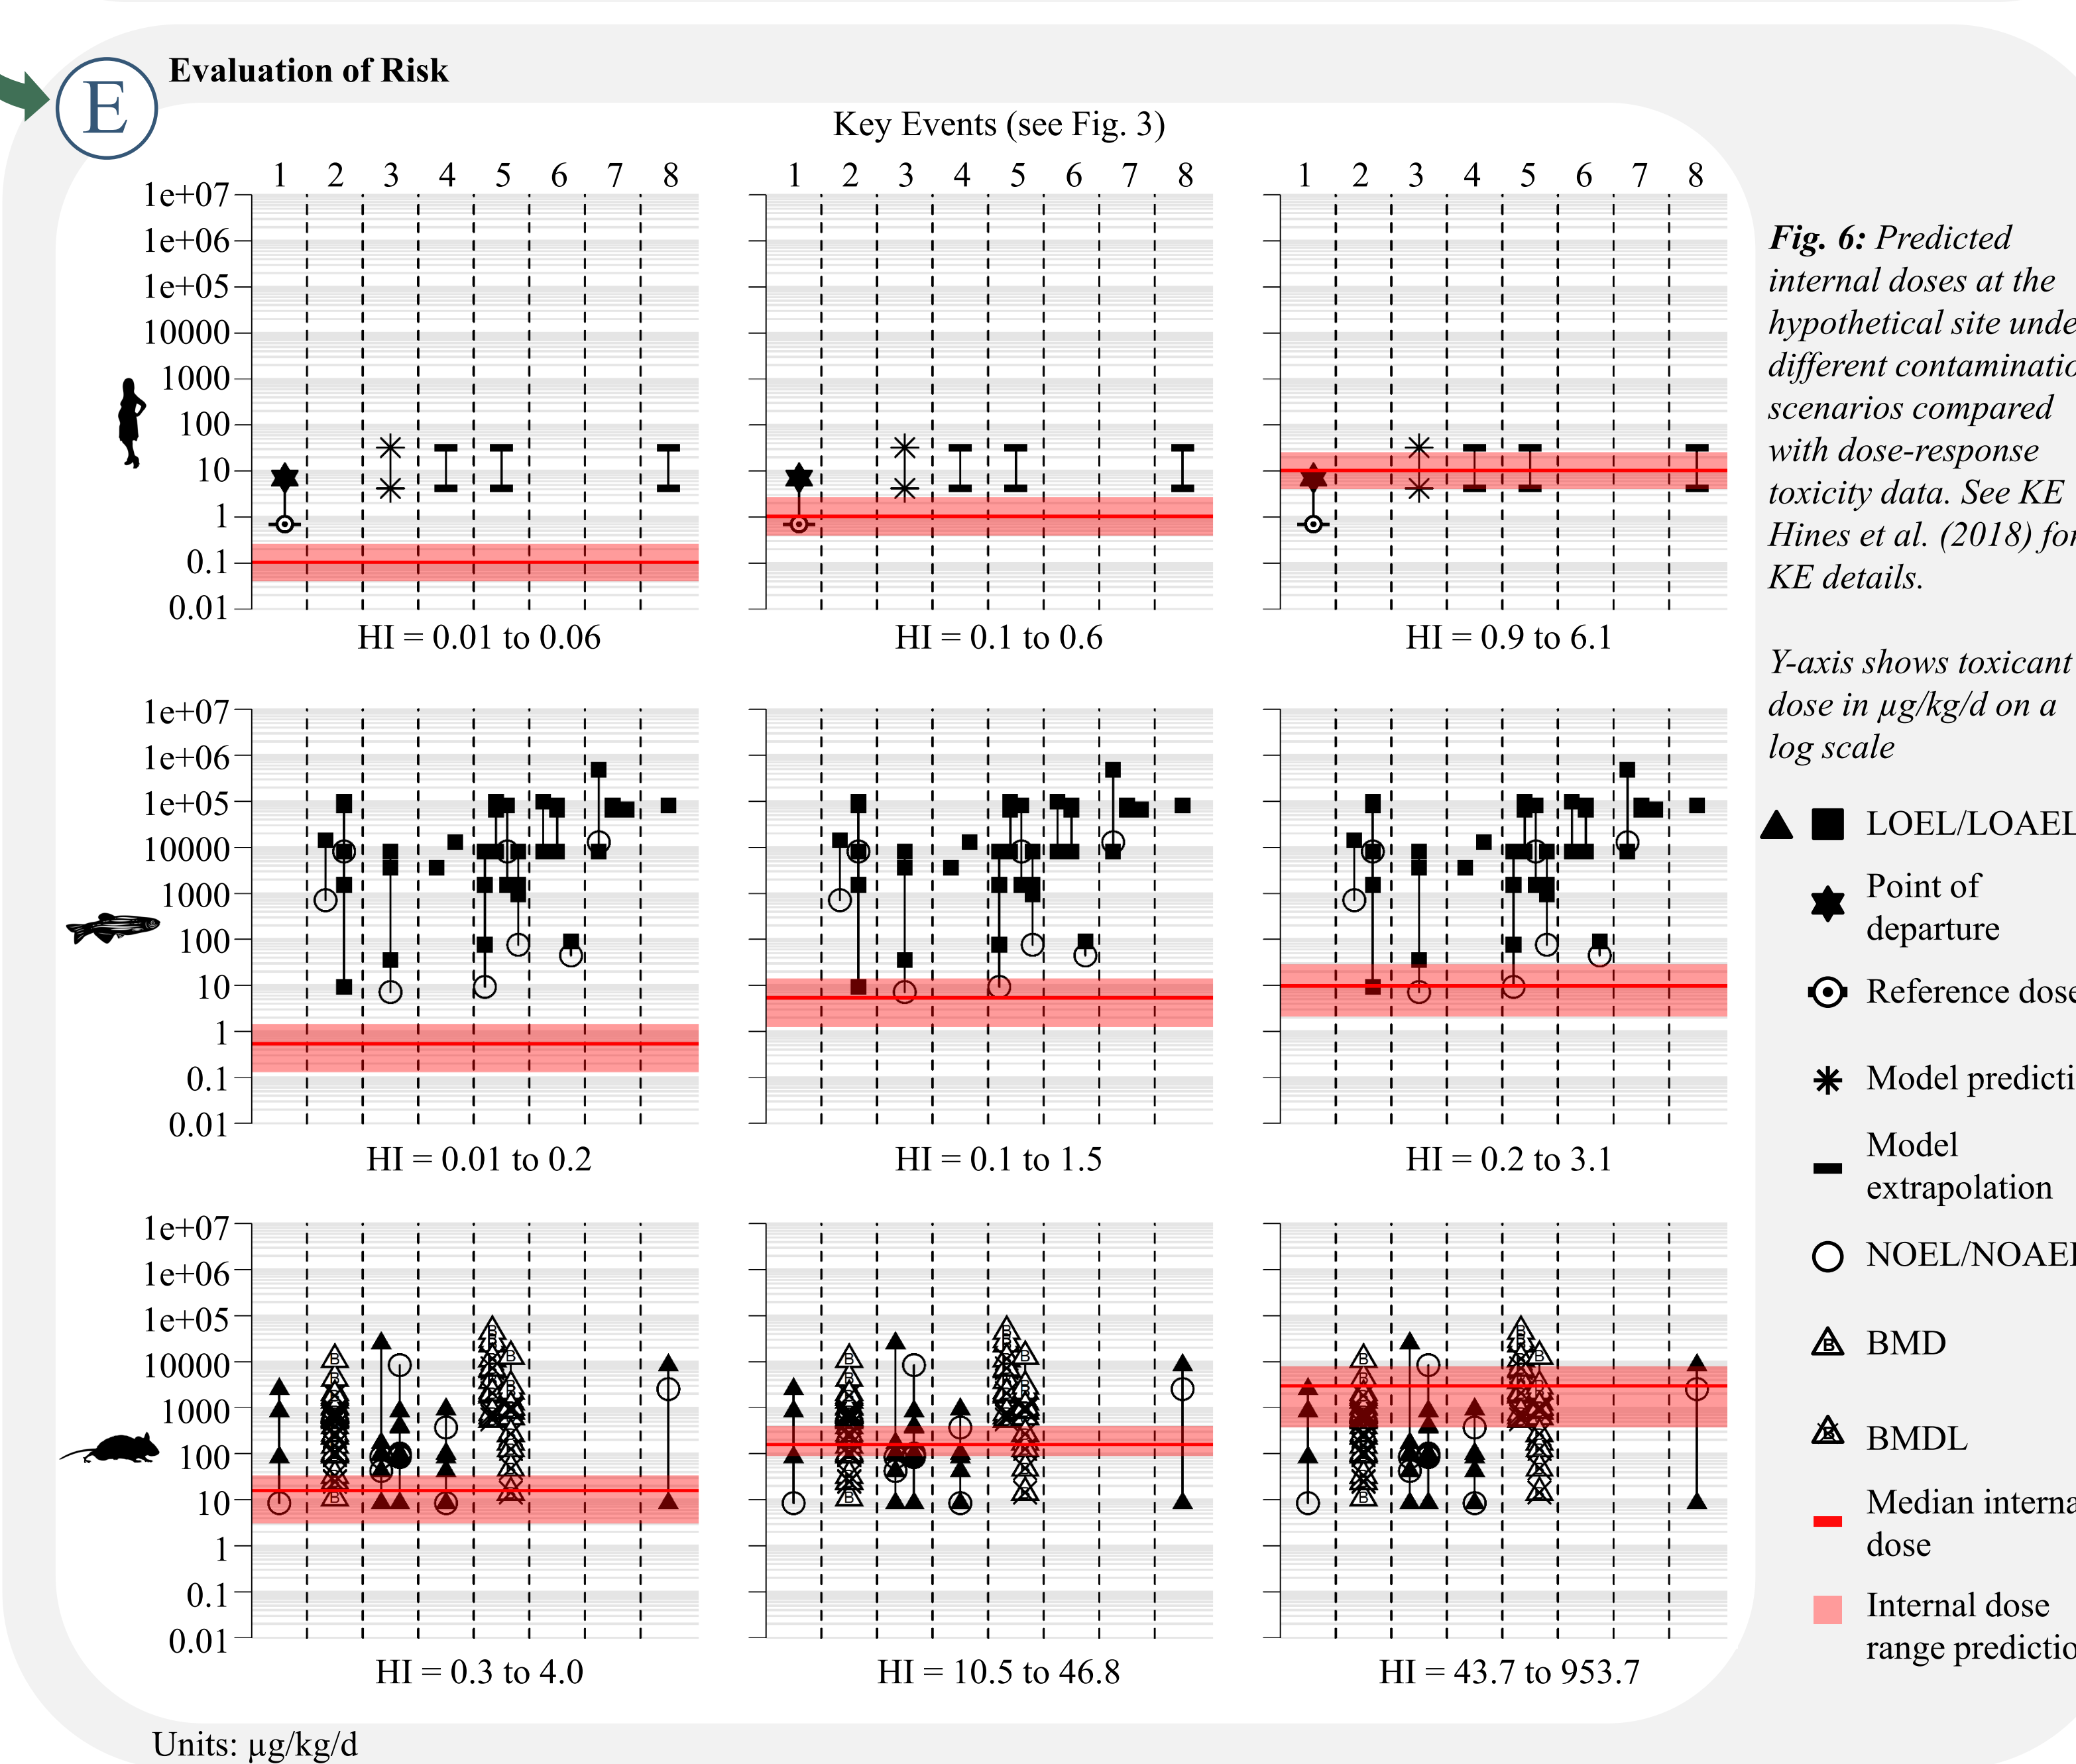 E
Evaluation of Risk
Key Events (see Fig. 3)
1 2 3 4 5 6 7 8
1 2 3 4 5 6 7 8
1 2 3 4 5 6 7 8
1e+07
1e+06
1e+05
10000
1000
100
10
1
0.1
0.01
HI = 0.01 to 0.06
HI = 0.1 to 0.6
HI = 0.9 to 6.1
1e+07
1e+06
1e+05
10000
1000
100
10
1
0.1
0.01
HI = 0.01 to 0.2
HI = 0.1 to 1.5
HI = 0.2 to 3.1
1e+07
1e+06
1e+05
10000
1000
100
10
1
0.1
0.01
HI = 0.3 to 4.0
HI = 10.5 to 46.8
HI = 43.7 to 953.7
Units: µg/kg/d
Fig. 6: Predicted
internal doses at the
hypothetical site unde
different contaminatio
scenarios compared
with dose-response
toxicity data. See KE
Hines et al. (2018) for
KE details.
Y-axis shows toxicant
dose in µg/kg/d on a
log scale
LOEL/LOAEL
Point of
departure
Reference dose
Model predicti
Model
extrapolation
NOEL/NOAEL
B BMD
BMDL
Median interna
dose
Internal dose
range predictio